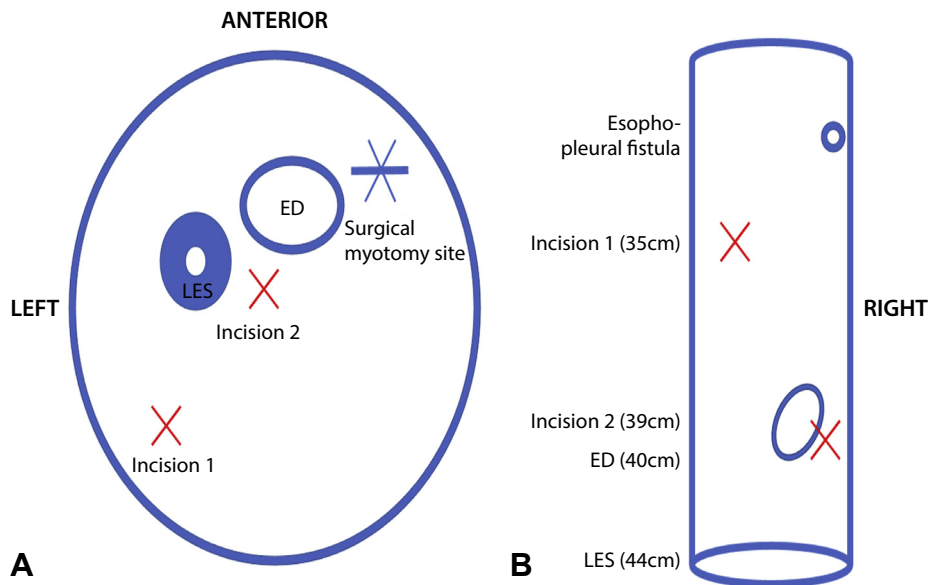 ANTERIOR
LEFT
ED
LES
Surgical
myotomy site
Incision 2
Incision 1
A
Esopho-
pleural fistula
Incision 1 (35cm)
RIGHT
Incision 2 (39cm)
ED (40cm)
LES (44cm)
B